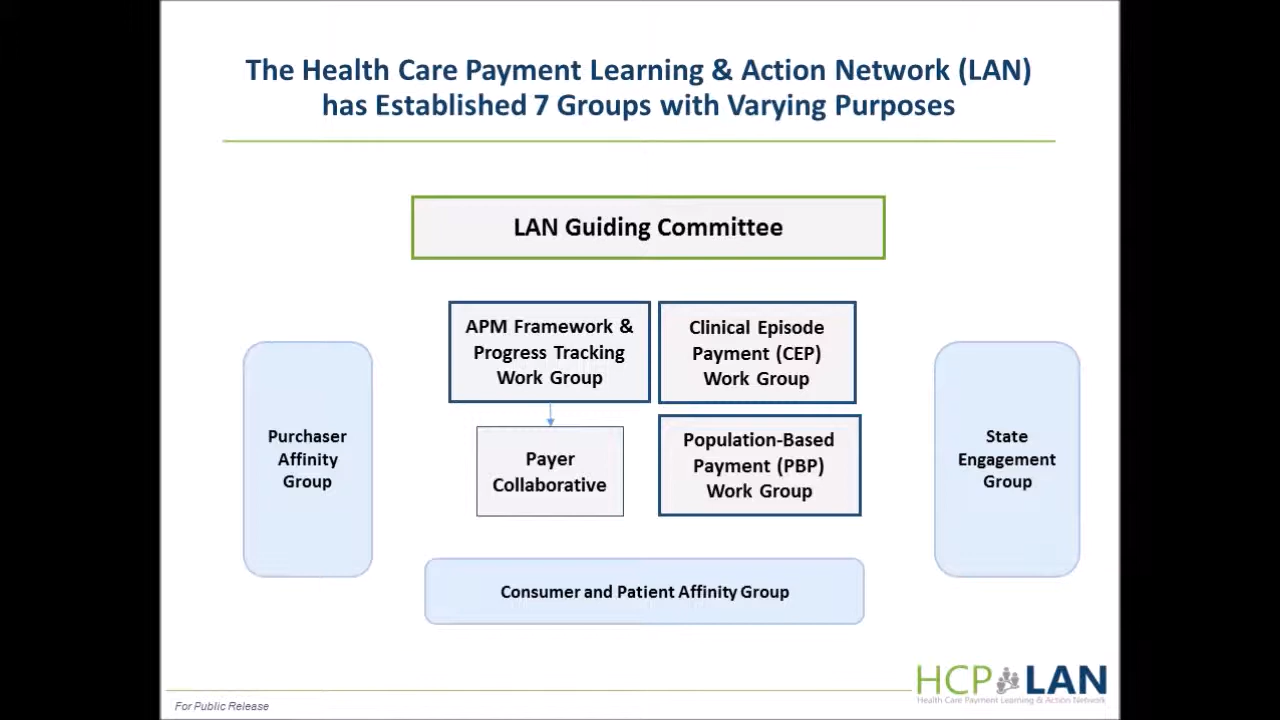 The Health Care Payment Learning & Action Network (LAN)
has Established 7 Groups with Varying Purposes
LAN Guiding Committee
APM Framework &
Progress Tracking
Work Group
Clinical Episode
Payment (CEP)
Work Group
Purchaser
Affinity
Group
Payer
Collaborative
Population-Based
Payment (PBP)
Work Group
State
Engagement
Group
Consumer and Patient Affinity Group
HCP LAN
Health Care Payment Learning & Action Network
For Public Release